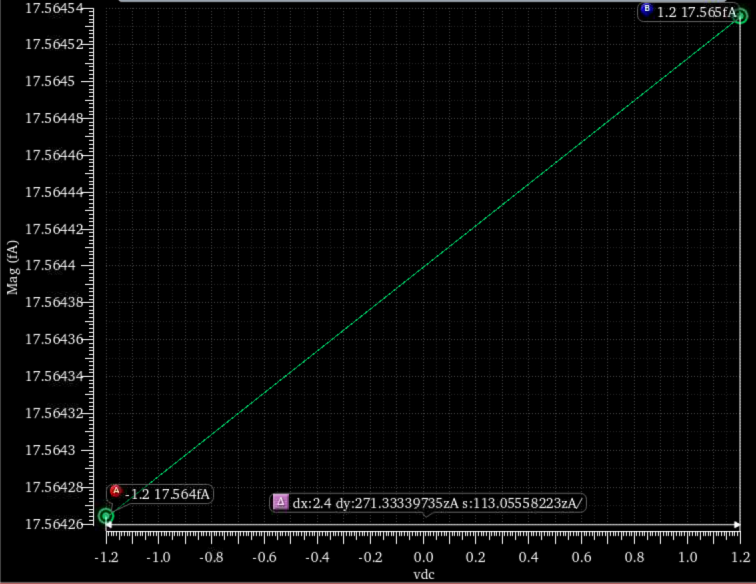 17.56454
B 1.2 17.565fA
17.56452
17.5645
17.56448
17.56446
17.56444
17.56442
17.5644
17.56438
17.56436
17.56434
17.56432
17.5643
17.56428
17.56426
Mag (fA)
A -1.2 17.564fA
Δ dx:2.4 dy:271.33339735zA s:113.05558223zA/
-1.2 -1.0 -0.8 -0.6 -0.4 -0.2 0.0 0.2 0.4 0.6 0.8 1.0 1.2
vdc